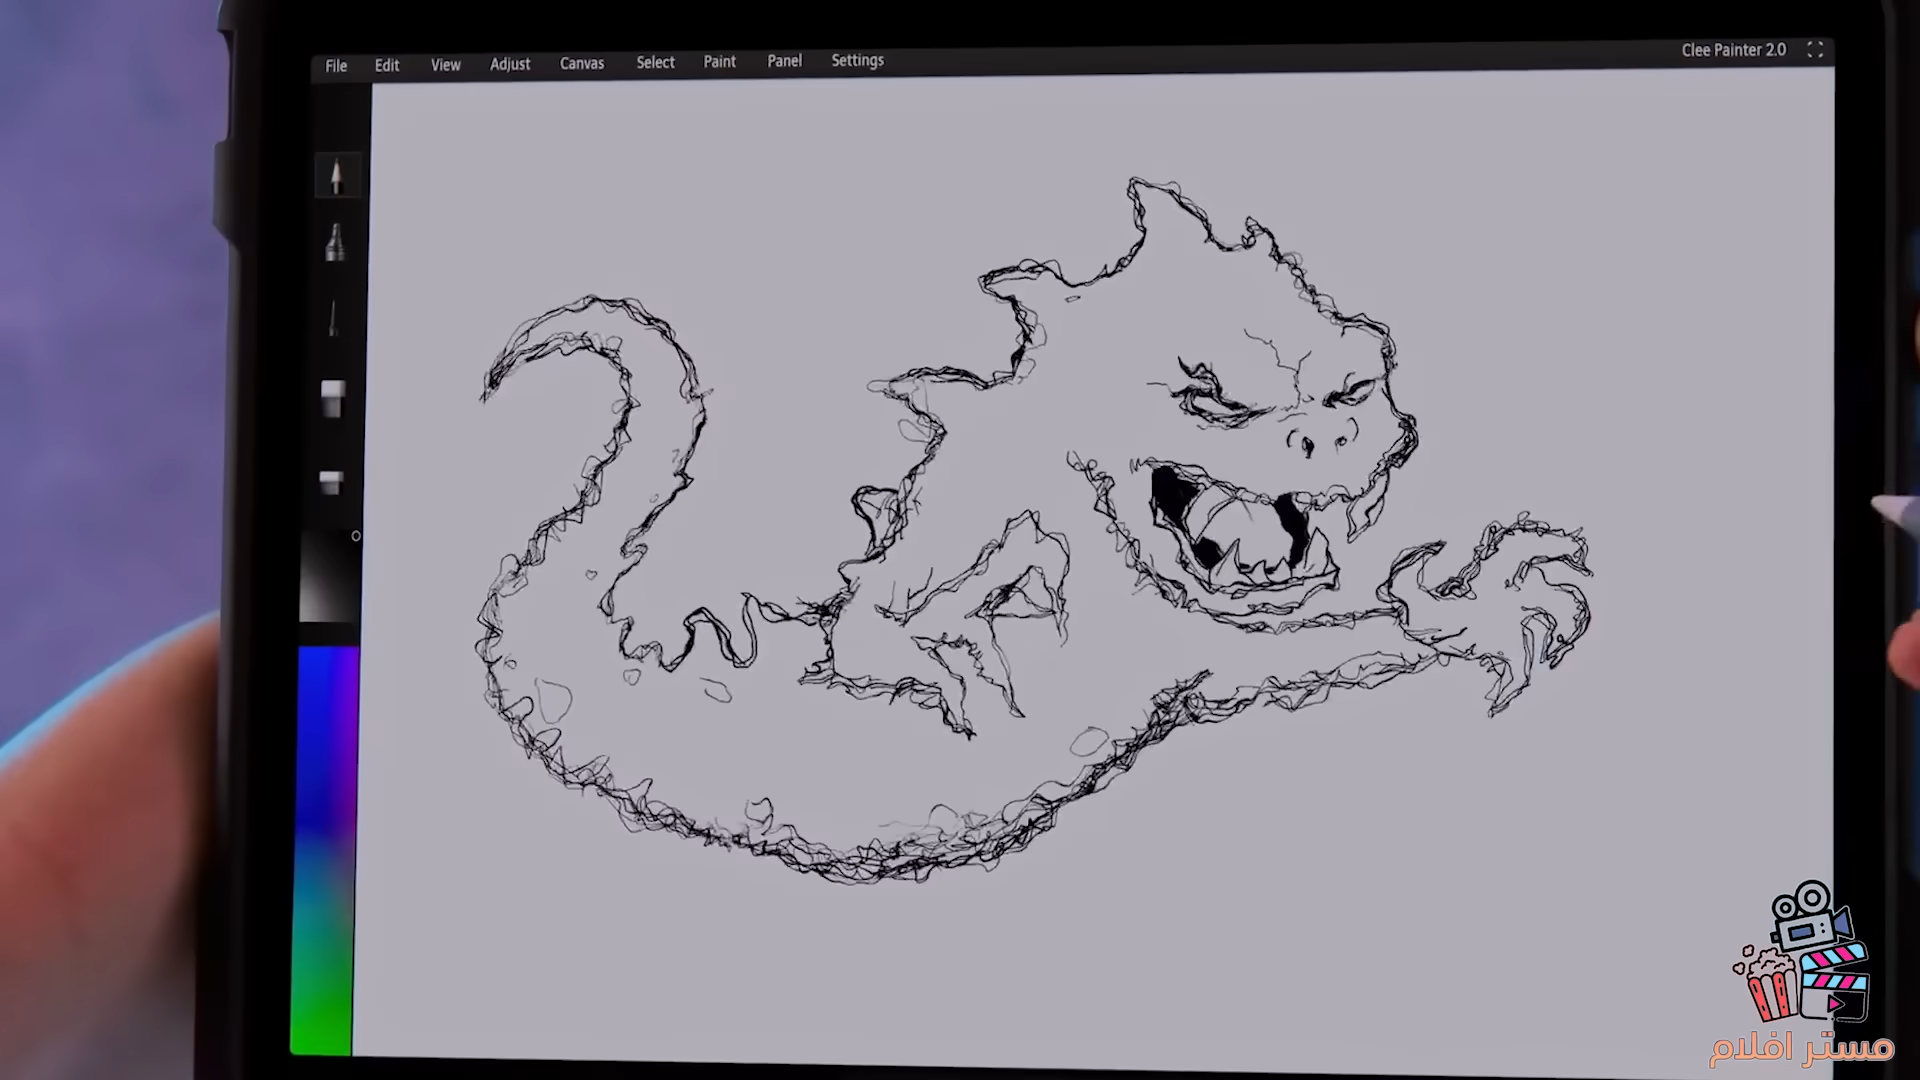 File Edit View Adjust Canvas Select Paint Panel Settings Clee Painter 2.0
مستر افلام